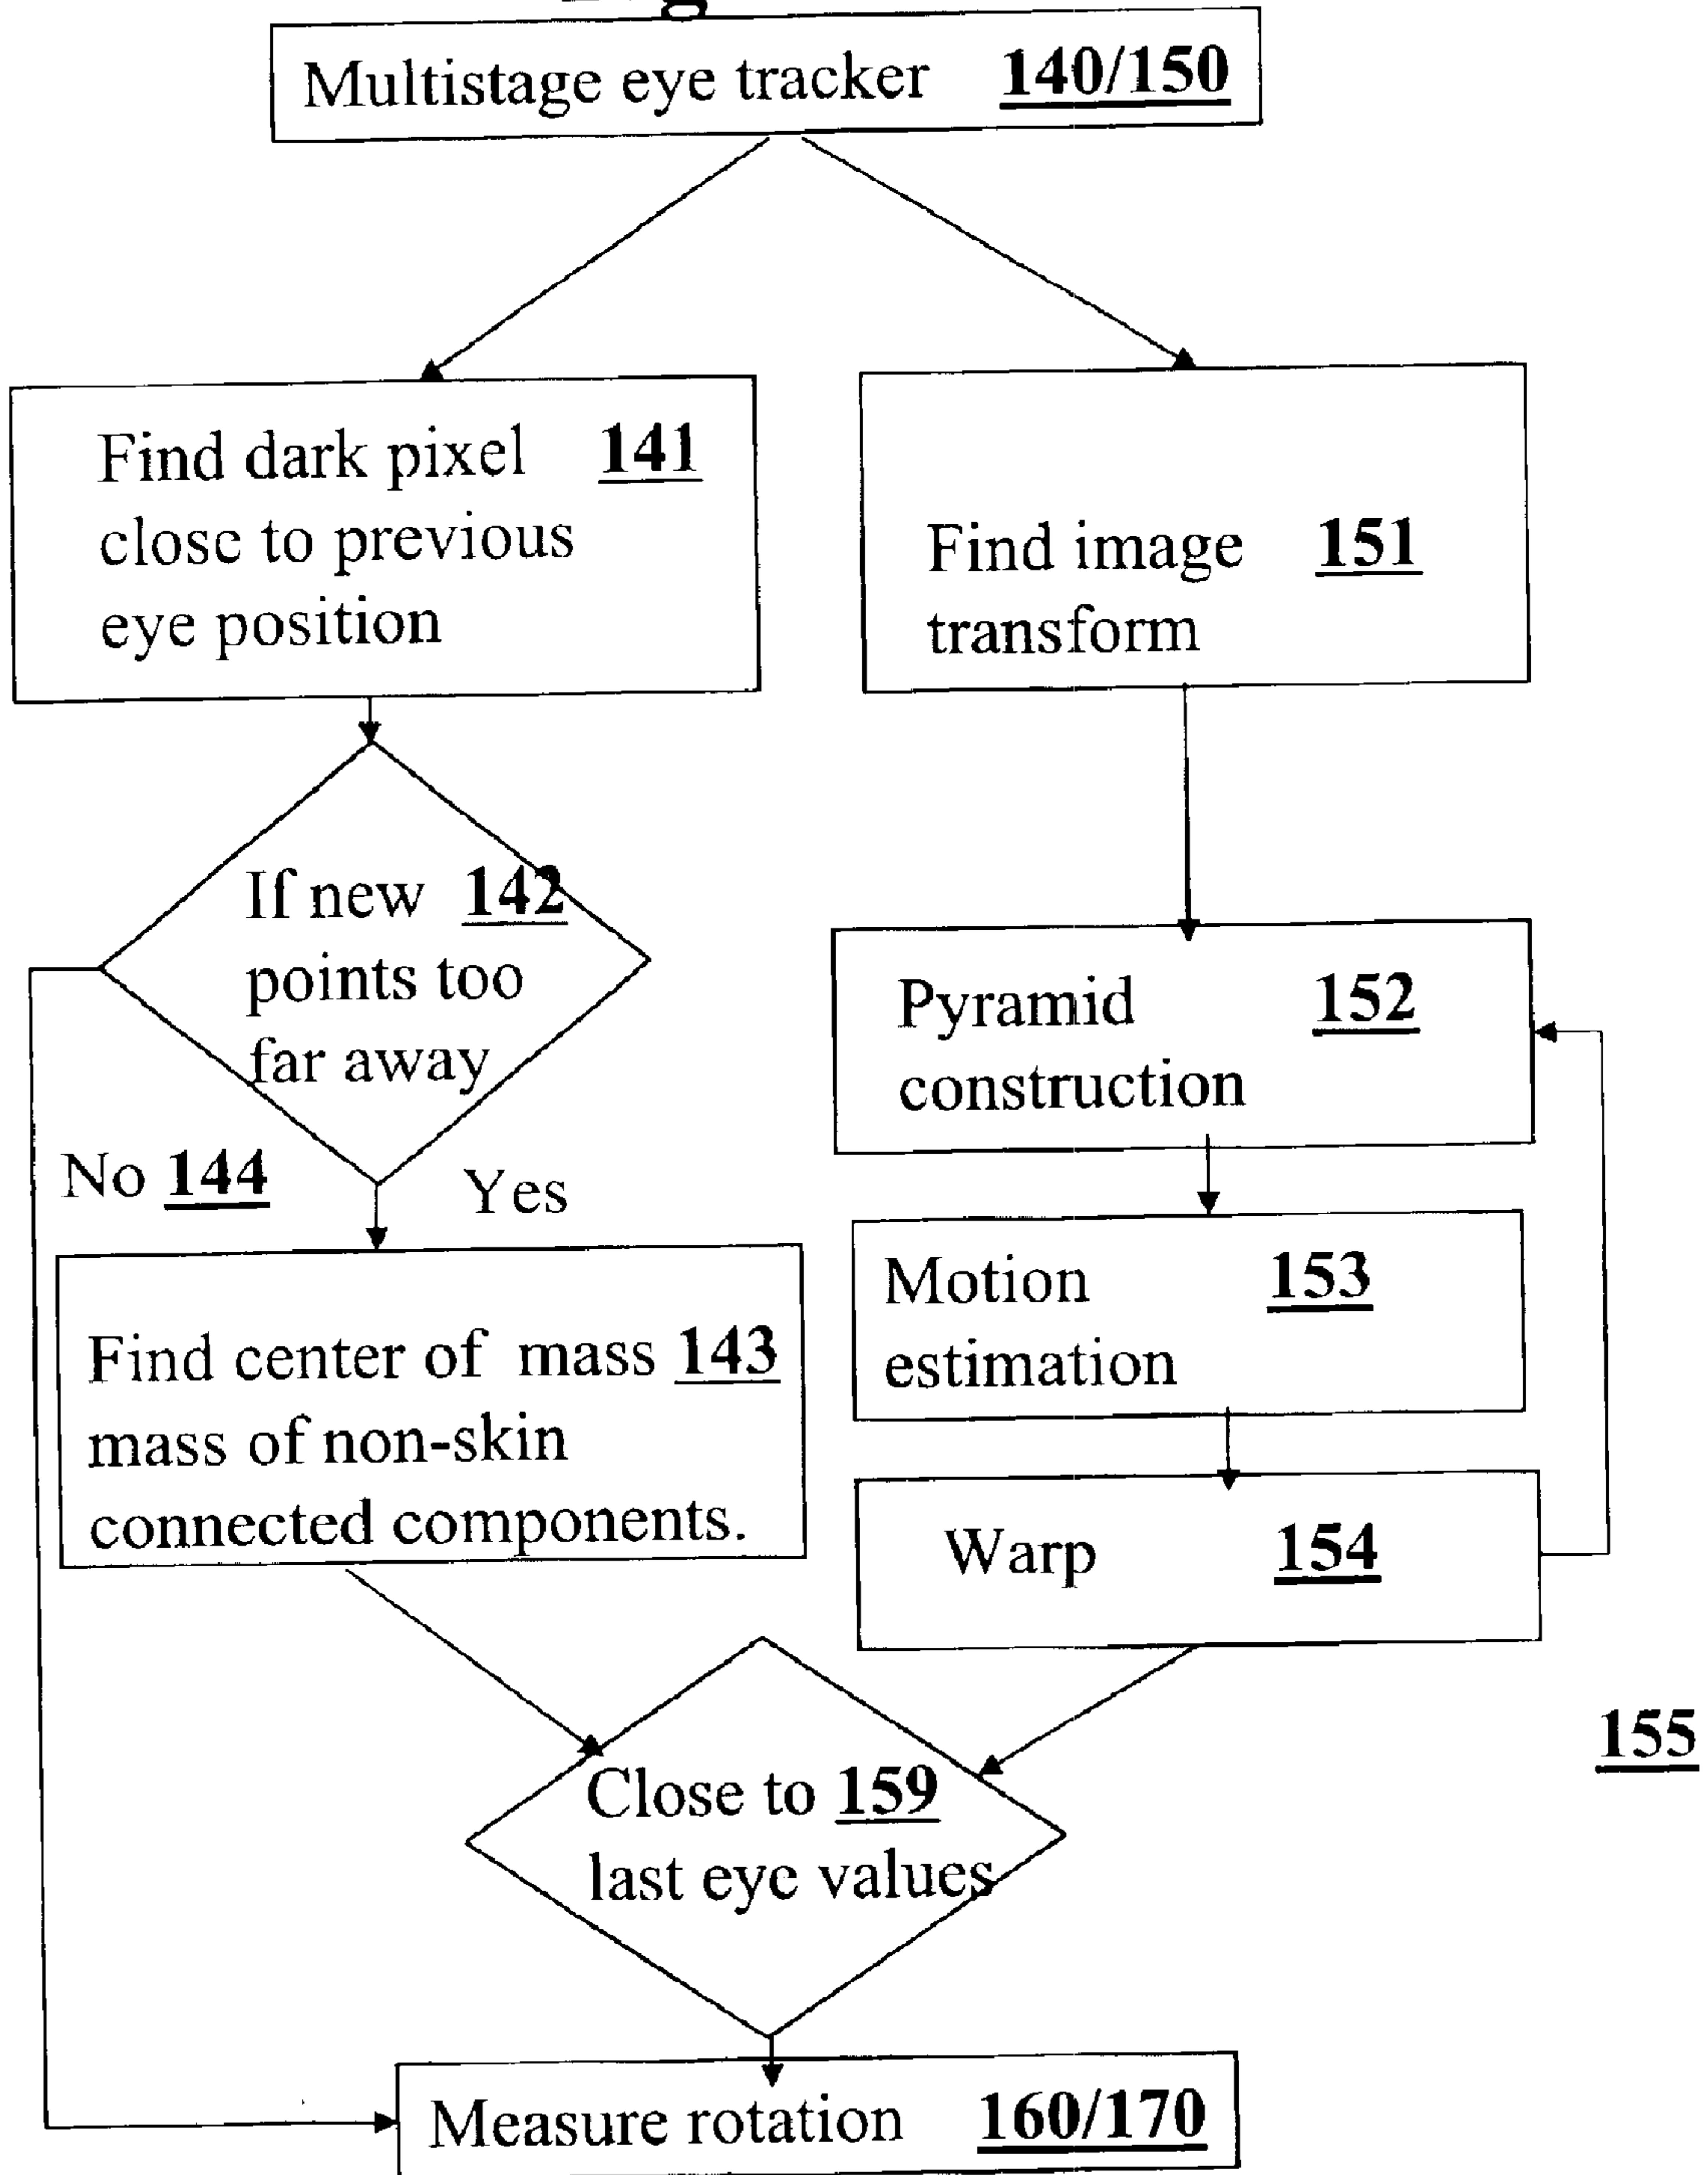 Multistage eye tracker 140/150
Find dark pixel 141
close to previous
eye position
Find image 151
transform
If new 142
points too
far away
Pyramid 152
construction
No 144
Yes
Motion 153
estimation
Find center of mass 143
mass of non-skin
connected components.
Warp 154
155
Close to 159
last eye values
Measure rotation 160/170